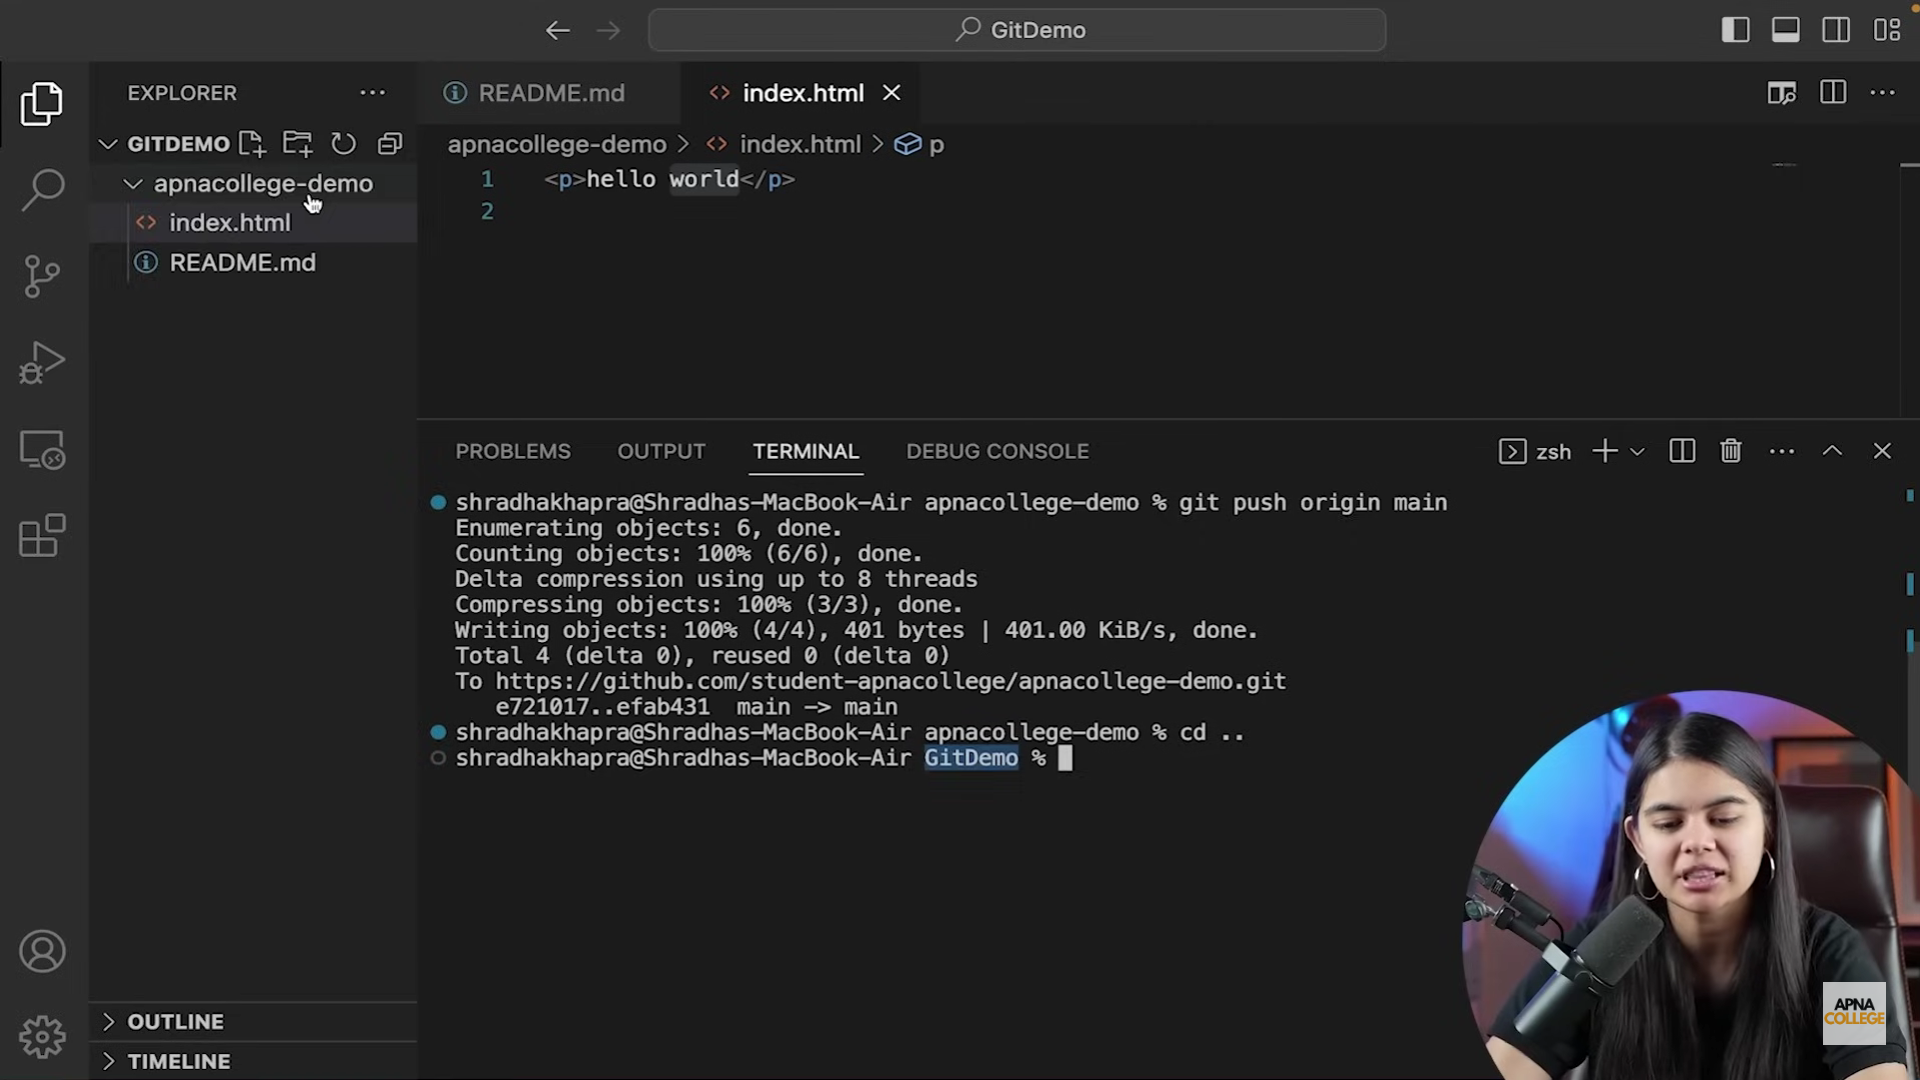 GitDemo
EXPLORER
README.md
index.html
GITDEMO
apnacollege-demo > index.html > p
apnacollege-demo
index.html
README.md
1 <p>hello world</p>
2
PROBLEMS OUTPUT TERMINAL DEBUG CONSOLE
zsh
shradhakhapra@Shradhas-MacBook-Air apnacollege-demo % git push origin main
Enumerating objects: 6, done.
Counting objects: 100% (6/6), done.
Delta compression using up to 8 threads
Compressing objects: 100% (3/3), done.
Writing objects: 100% (4/4), 401 bytes | 401.00 KiB/s, done.
Total 4 (delta 0), reused 0 (delta 0)
To https://github.com/student-apnacollege/apnacollege-demo.git
e721017..efab431 main -> main
shradhakhapra@Shradhas-MacBook-Air apnacollege-demo % cd ..
shradhakhapra@Shradhas-MacBook-Air GitDemo %
OUTLINE
TIMELINE
APNA
COLLEGE